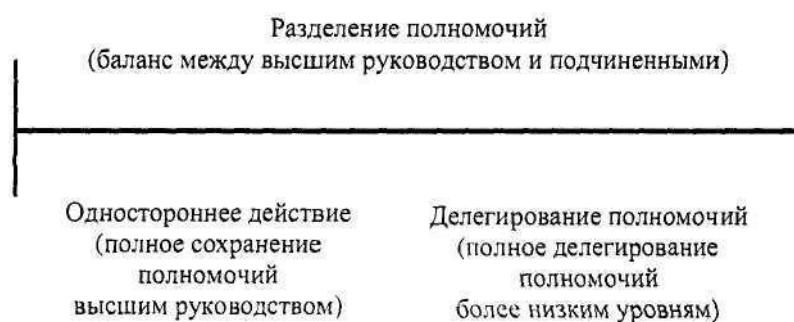 Разделение полномочий
(баланс между высшим руководством и подчиненными)
Одностороннее действие
(полное сохранение
полномочий
высшим руководством)
Делегирование полномочий
(полное делегирование
полномочий
более низким уровням)